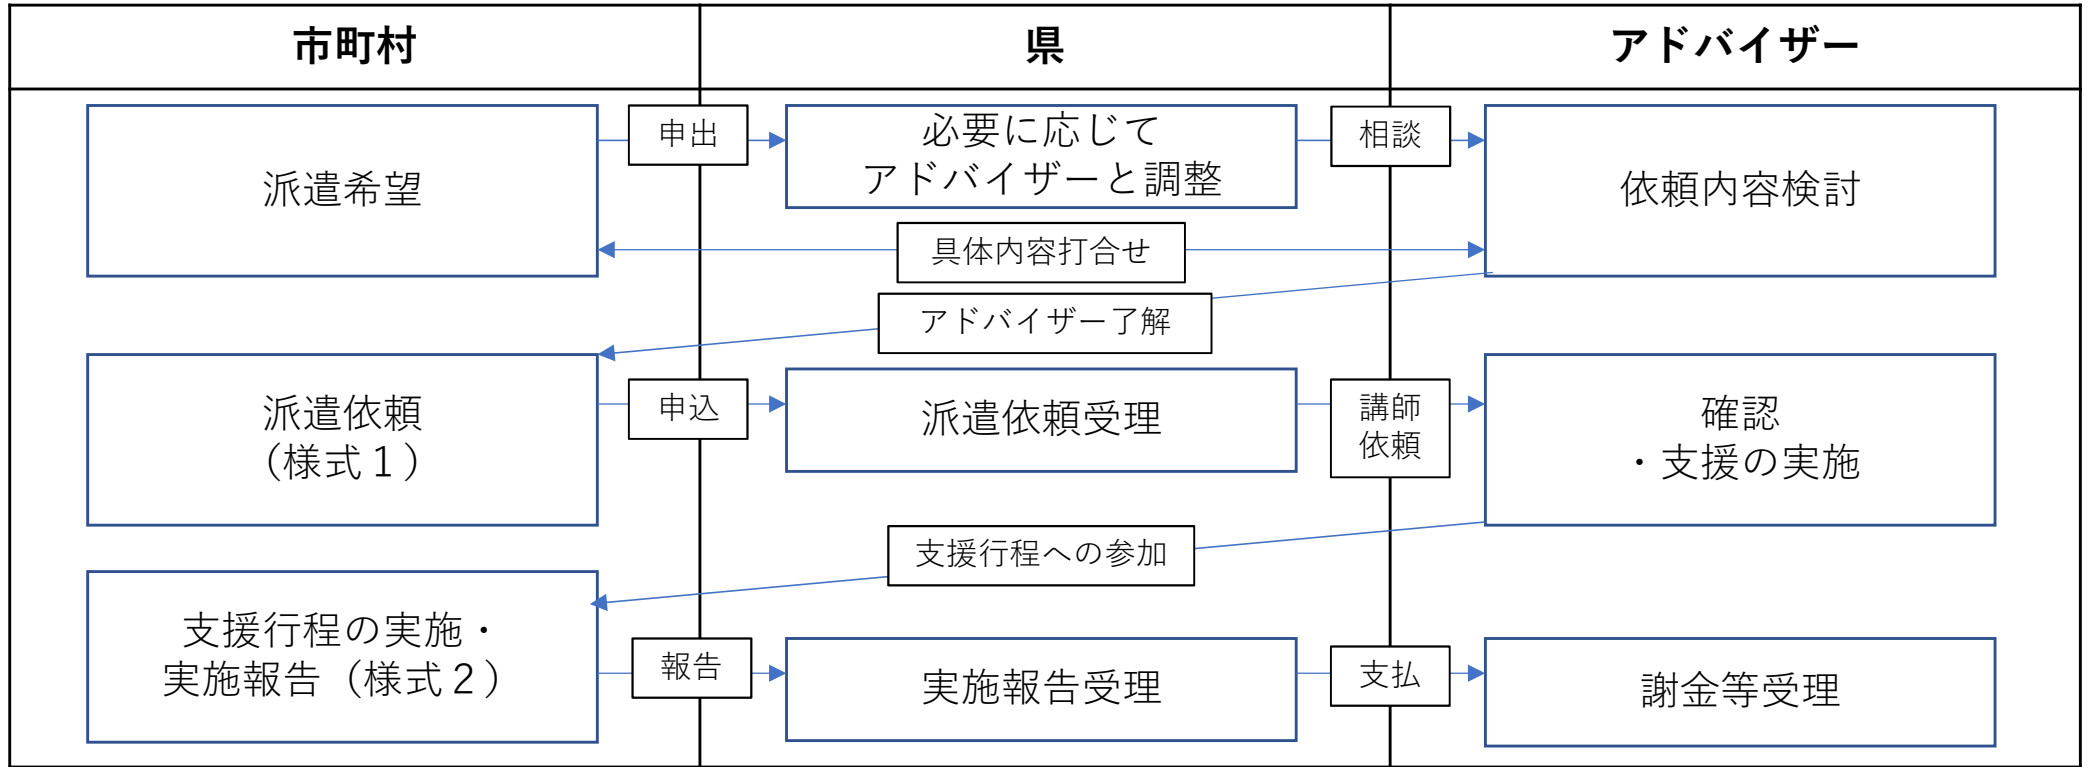 市町村
県
アドバイザー
派遣希望
申出
必要に応じて
アドバイザーと調整
相談
依頼内容検討
具体内容打合せ
アドバイザー了解
派遣依頼
（様式１）
申込
派遣依頼受理
講師
依頼
確認
・支援の実施
支援行程への参加
支援行程の実施・
実施報告（様式２）
報告
実施報告受理
支払
謝金等受理